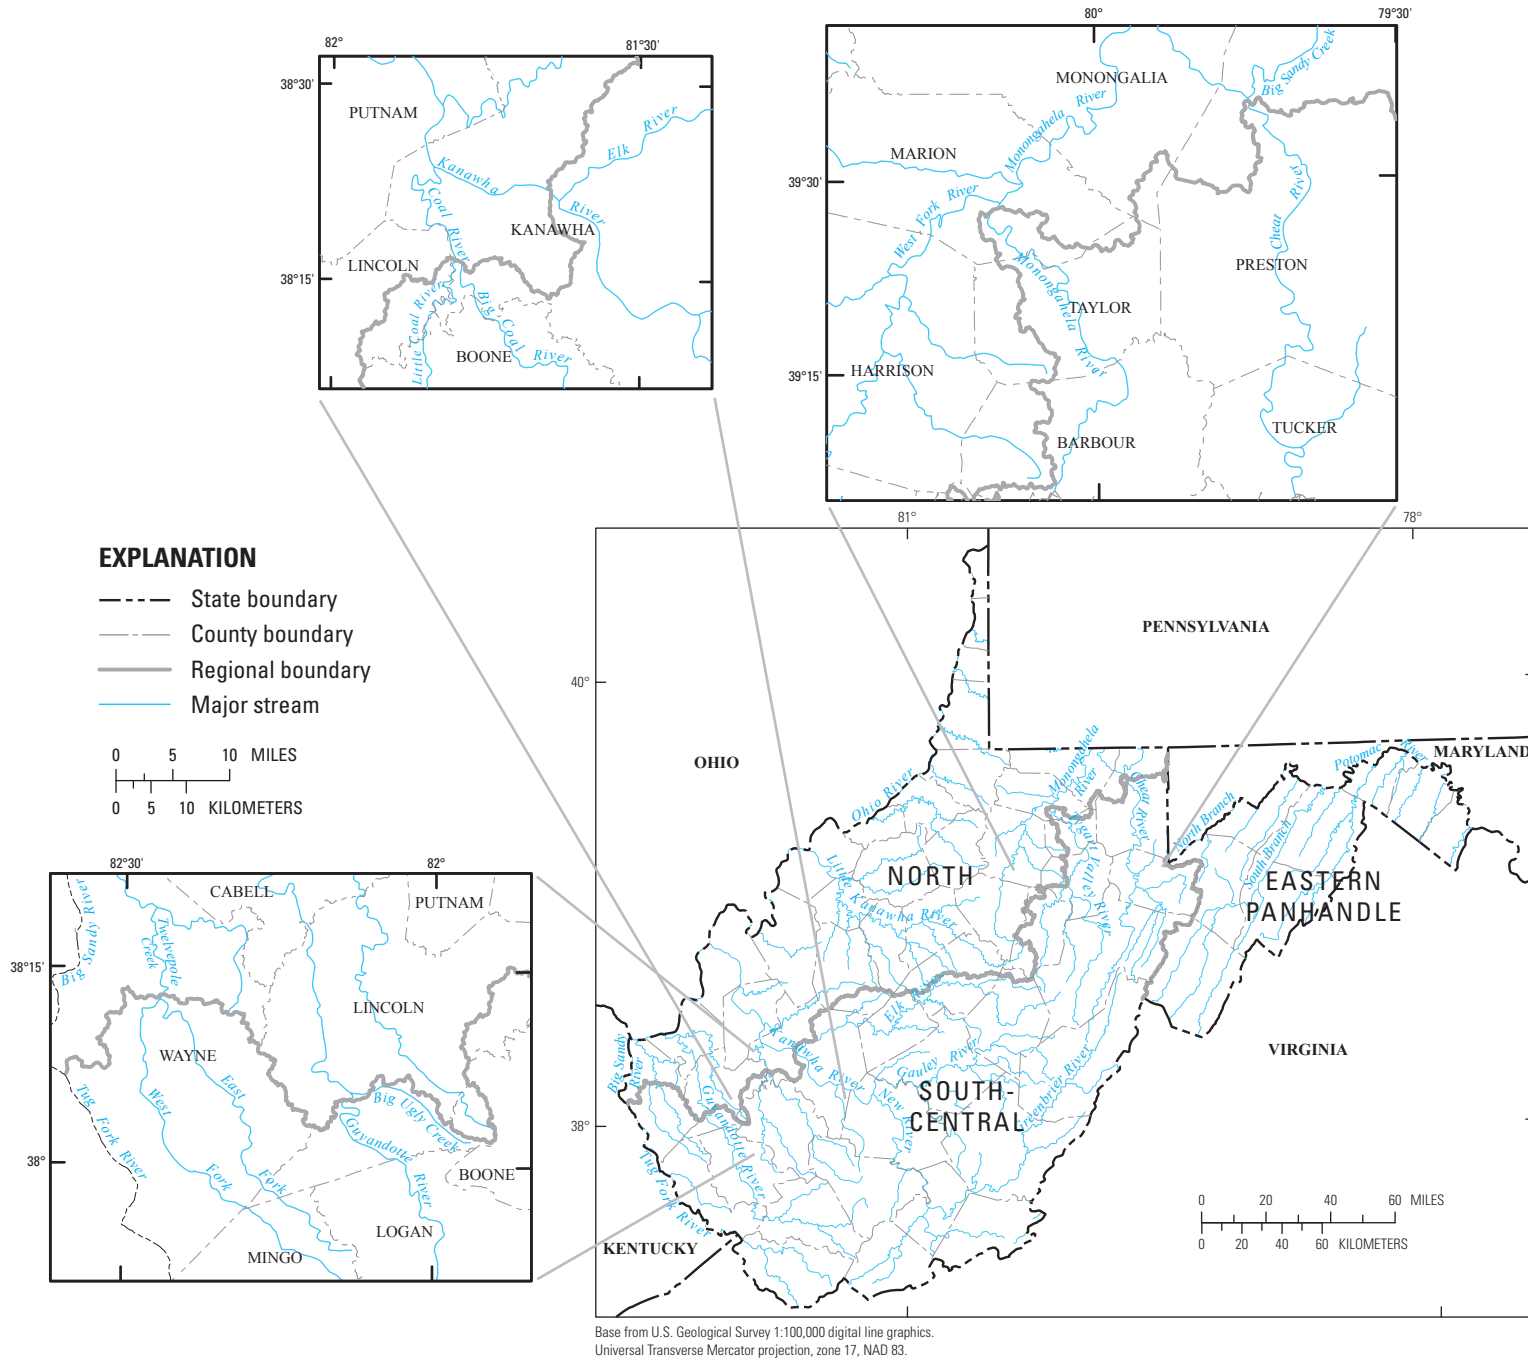 82°
81°30'
38°30'
PUTNAM
Elk River
Kanawha River
Coal River
KANAWHA
LINCOLN
38°15'
Little Coal River
Big Coal River
BOONE
80°
79°30'
MONONGALIA
Big Sandy Creek
Monongahela River
MARION
39°30'
West Fork River
Cheat River
PRESTON
Monongahela River
TAYLOR
39°15'
HARRISON
TUCKER
BARBOUR
EXPLANATION
State boundary
County boundary
Regional boundary
Major stream
0 5 10 MILES
0 5 10 KILOMETERS
82°30'
82°
CABELL
PUTNAM
Big Sandy River
Twelvepole Creek
38°15'
LINCOLN
WAYNE
Tug Fork River
West Fork
East Fork
Big Ugly Creek
Guyandotte River
38°
BOONE
LOGAN
MINGO
81°
78°
PENNSYLVANIA
40°
OHIO
MARYLAND
Monongahela River
Potomac River
Ohio River
Cheat River
North Branch
South Branch
Little Kanawha River
NORTH
Tygart Valley River
EASTERN
PANHANDLE
Elk River
Kanawha River
Gauley River
VIRGINIA
Big Sandy River
Guyandotte River
New River
SOUTH-
CENTRAL
Greenbrier River
38°
Tug Fork River
KENTUCKY
0 20 40 60 MILES
0 20 40 60 KILOMETERS
Base from U.S. Geological Survey 1:100,000 digital line graphics.
Universal Transverse Mercator projection, zone 17, NAD 83.